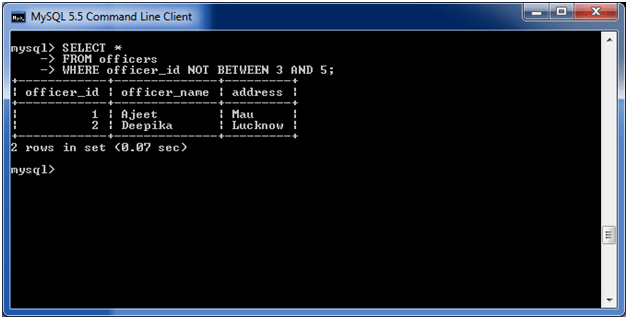 MySQL 5.5 Command Line Client
mysql> SELECT *
    -> FROM officers
    -> WHERE officer_id NOT BETWEEN 3 AND 5;
+------------+--------------+---------+
| officer_id | officer_name | address |
+------------+--------------+---------+
|          1 | Ajeet        | Mau     |
|          2 | Deepika      | Lucknow |
+------------+--------------+---------+
2 rows in set (0.07 sec)
mysql>